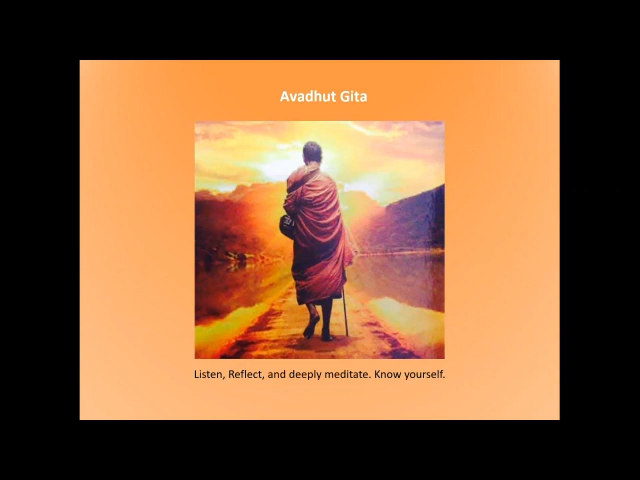 Avadhut Gita
Listen, Reflect, and deeply meditate. Know yourself.